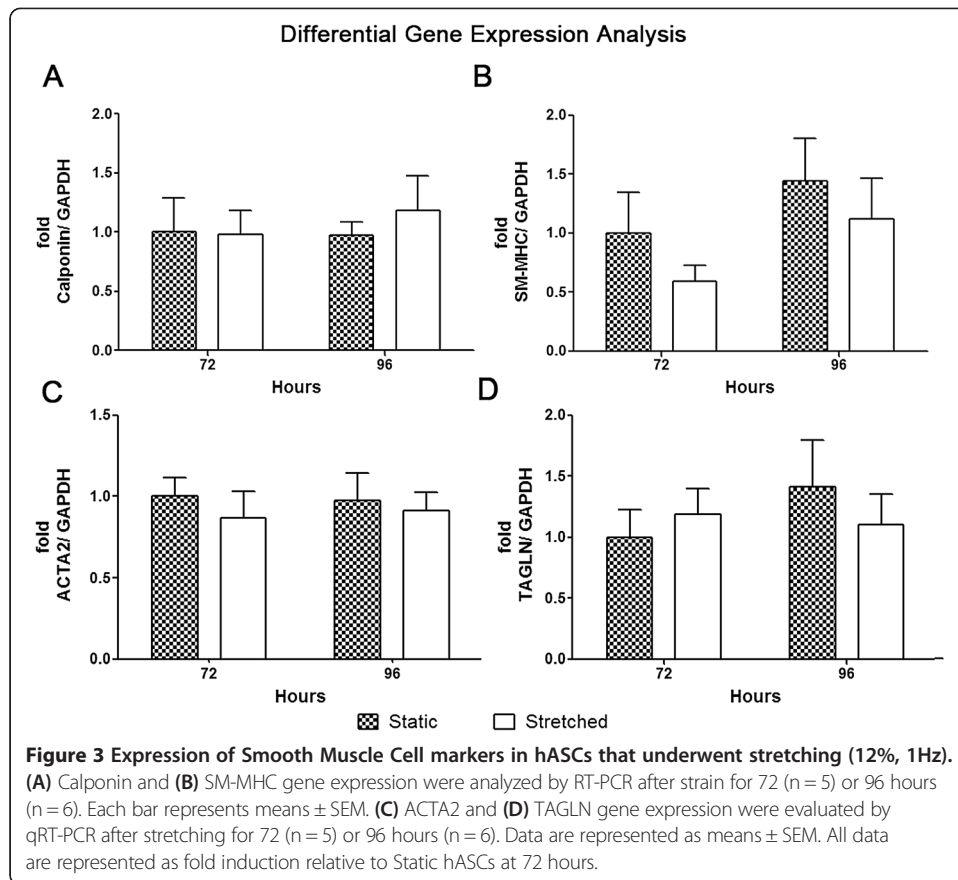 Differential Gene Expression Analysis
A
fold
Calponin/ GAPDH
2.0
1.5
1.0
0.5
0.0
72
96
Hours
B
fold
SM-MHC/ GAPDH
2.0
1.5
1.0
0.5
0.0
72
96
Hours
C
fold
ACTA2/ GAPDH
1.5
1.0
0.5
0.0
72
96
Hours
D
fold
TAGLN/ GAPDH
2.0
1.5
1.0
0.5
0.0
72
96
Hours
Static
Stretched
Figure 3 Expression of Smooth Muscle Cell markers in hASCs that underwent stretching (12%, 1Hz).
(A) Calponin and (B) SM-MHC gene expression were analyzed by RT-PCR after strain for 72 (n = 5) or 96 hours
(n = 6). Each bar represents means ± SEM. (C) ACTA2 and (D) TAGLN gene expression were evaluated by
qRT-PCR after stretching for 72 (n = 5) or 96 hours (n = 6). Data are represented as means ± SEM. All data
are represented as fold induction relative to Static hASCs at 72 hours.